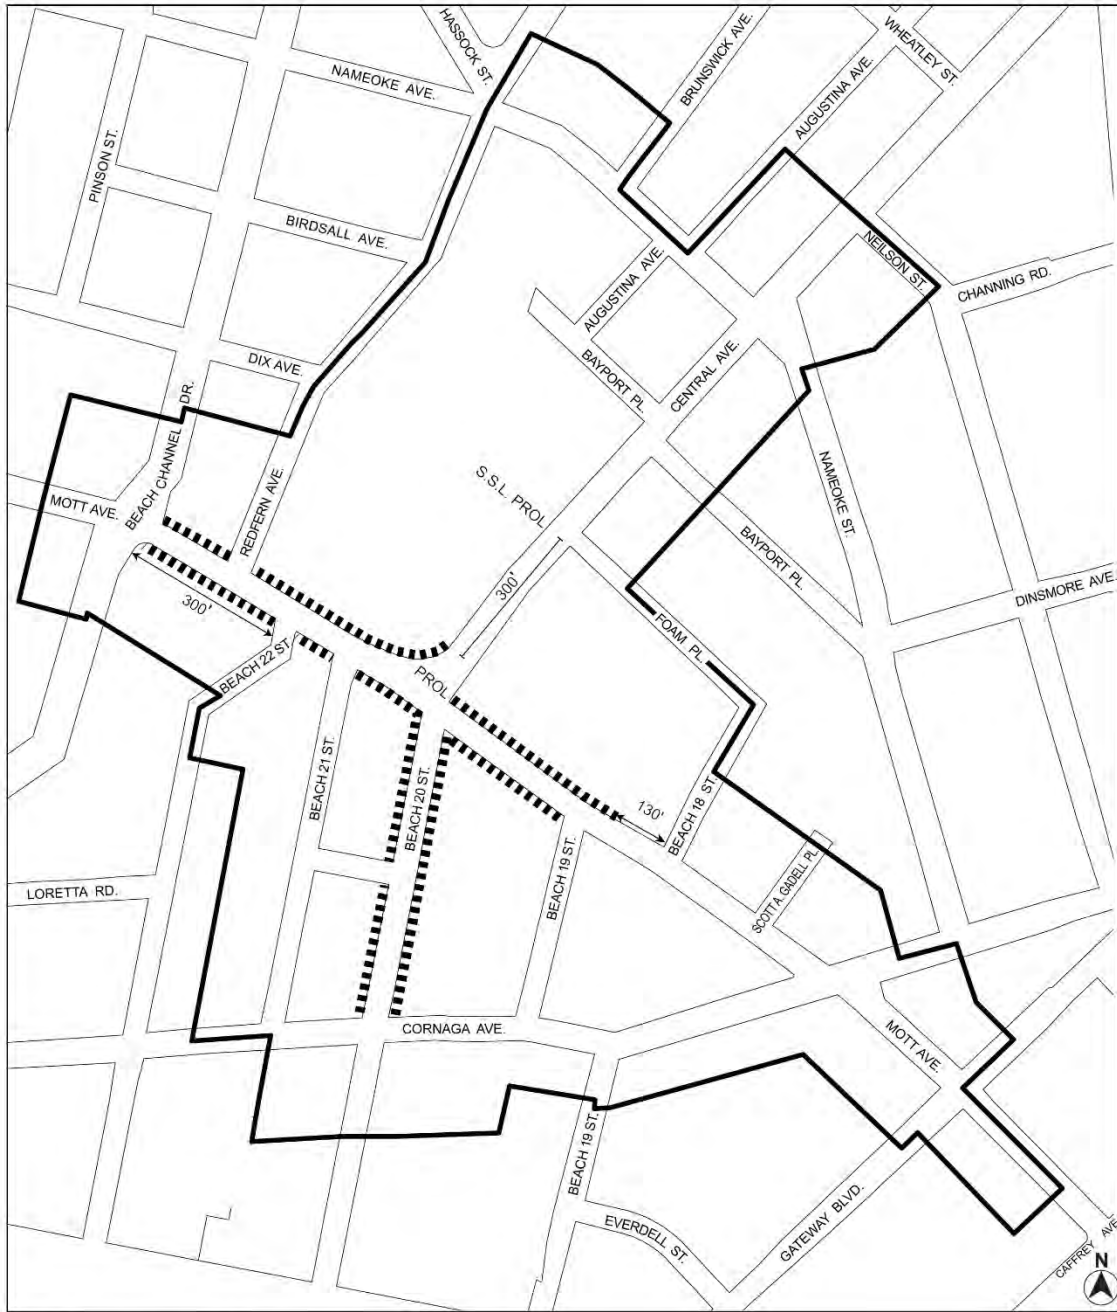 HASSOCK ST.
BRUNSWICK AVE.
WHEATLEY ST.
NAMEOKE AVE.
AUGUSTINA AVE.
PINSON ST.
BIRDSALL AVE.
NEILSON ST.
CHANNING RD.
AUGUSTINA AVE.
DIX AVE.
BAYPORT PL.
CENTRAL AVE.
BEACH CHANNEL DR.
MOTT AVE.
REDFERN AVE.
S.S.L PROL
NAMEOKE ST.
BAYPORT PL.
300'
300'
DINSMORE AVE.
FOAM PL.
BEACH 22 ST
PROL
BEACH 21 ST.
BEACH 20 ST.
130'
BEACH 18 ST.
BEACH 19 ST.
SCOTT A. GADELL PL.
LORETTA RD.
CORNAGA AVE.
MOTT AVE.
BEACH 19 ST.
EVERDELL ST.
GATEWAY BLVD.
CAFFREY AVE
N